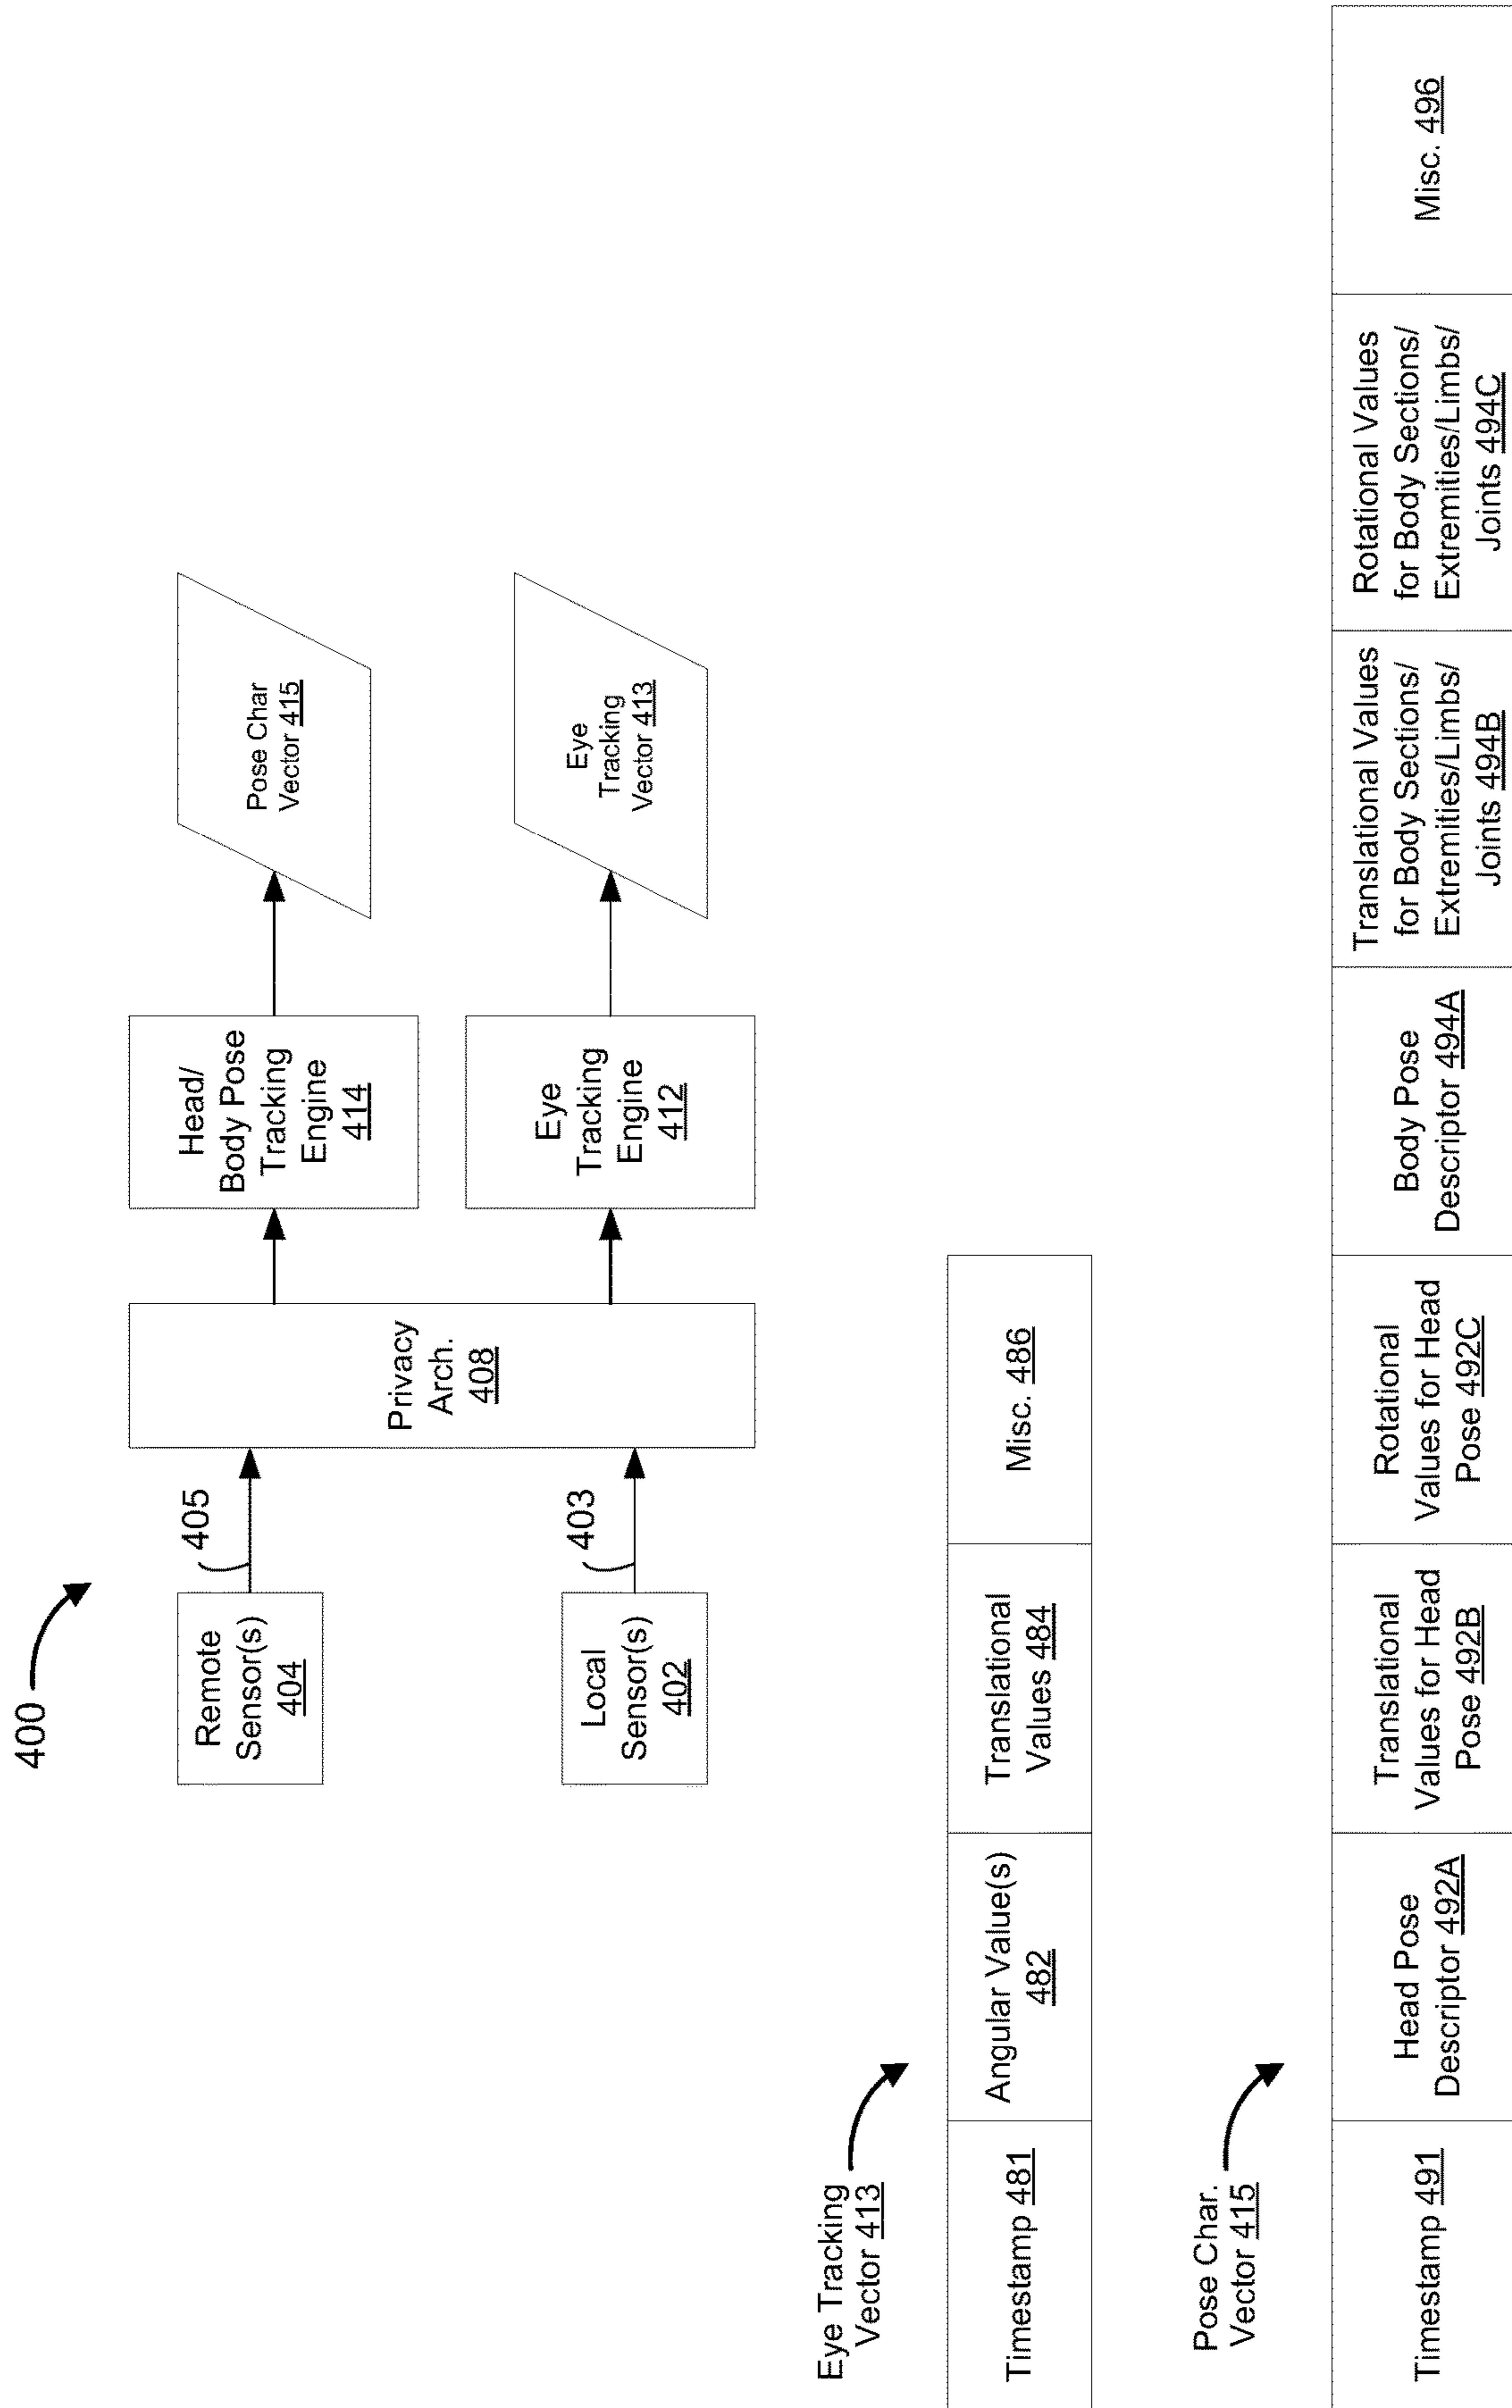 400
Remote
Sensor(s)
404
405
Local
Sensor(s)
402
403
Privacy
Arch.
408
Head/
Body Pose
Tracking
Engine
414
Eye
Tracking
Engine
412
Pose Char
Vector 415
Eye
Tracking
Vector 413
Eye Tracking
Vector 413
Timestamp 481
Angular Value(s)
482
Translational
Values 484
Misc. 486
Pose Char.
Vector 415
Timestamp 491
Head Pose
Descriptor 492A
Translational
Values for Head
Pose 492B
Rotational
Values for Head
Pose 492C
Body Pose
Descriptor 494A
Translational Values
for Body Sections/
Extremities/Limbs/
Joints 494B
Rotational Values
for Body Sections/
Extremities/Limbs/
Joints 494C
Misc. 496